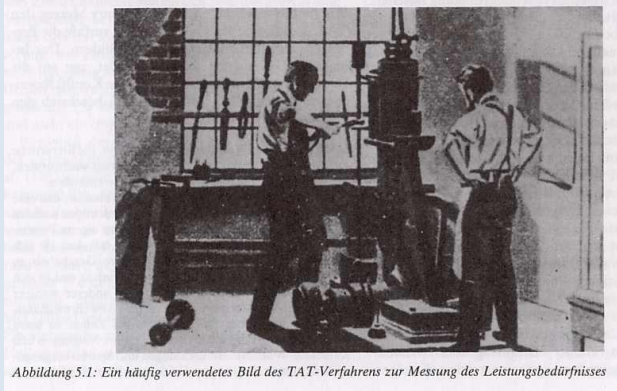 Abbildung 5.1: Ein häufig verwendetes Bild des TAT-Verfahrens zur Messung des Leistungsbedürfnisses